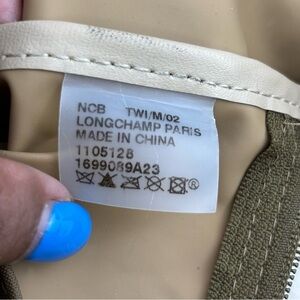 NCB TWI/M/02
LONGCHAMP PARIS
MADE IN CHINA
1105128
1699089A23
®